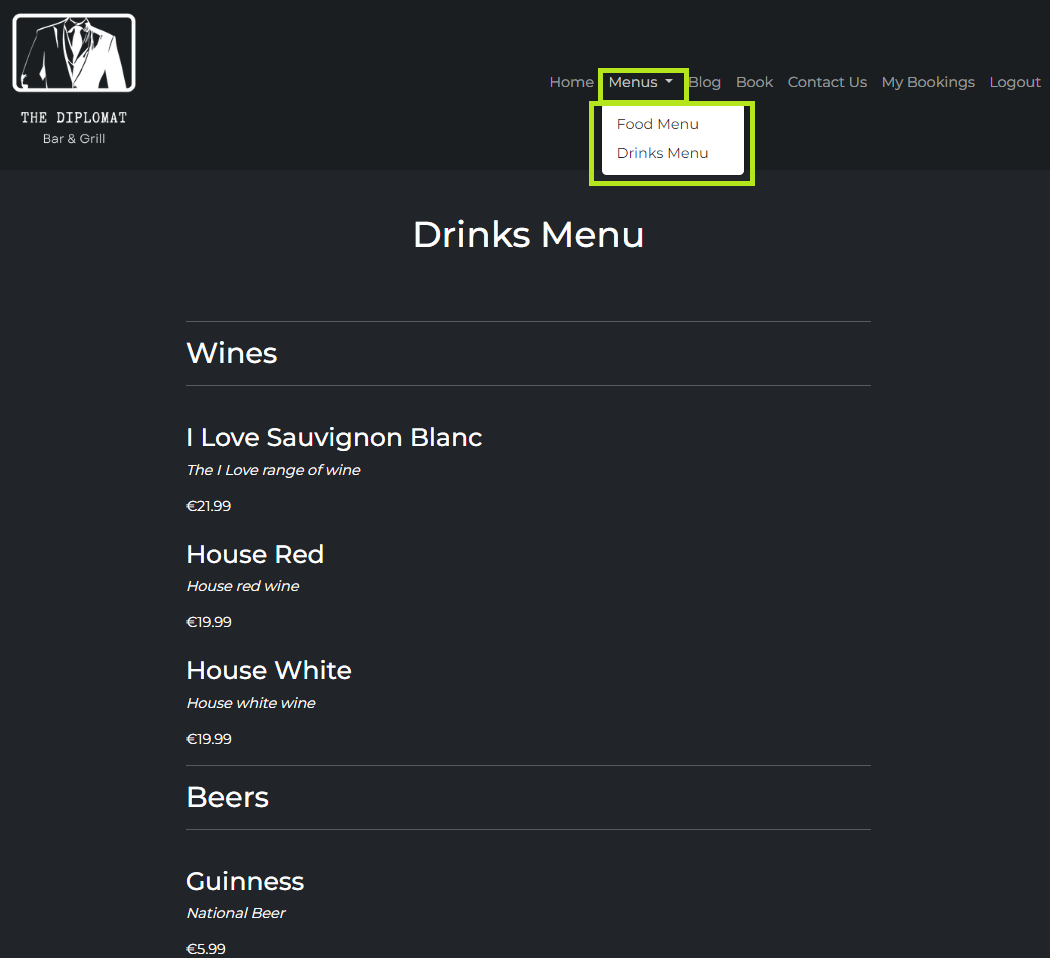 THE DIPLOMAT
Bar & Grill
Home Menus Blog Book Contact Us My Bookings Logout
Food Menu
Drinks Menu
Drinks Menu
Wines
I Love Sauvignon Blanc
The I Love range of wine
€21.99
House Red
House red wine
€19.99
House White
House white wine
€19.99
Beers
Guinness
National Beer
€5.99